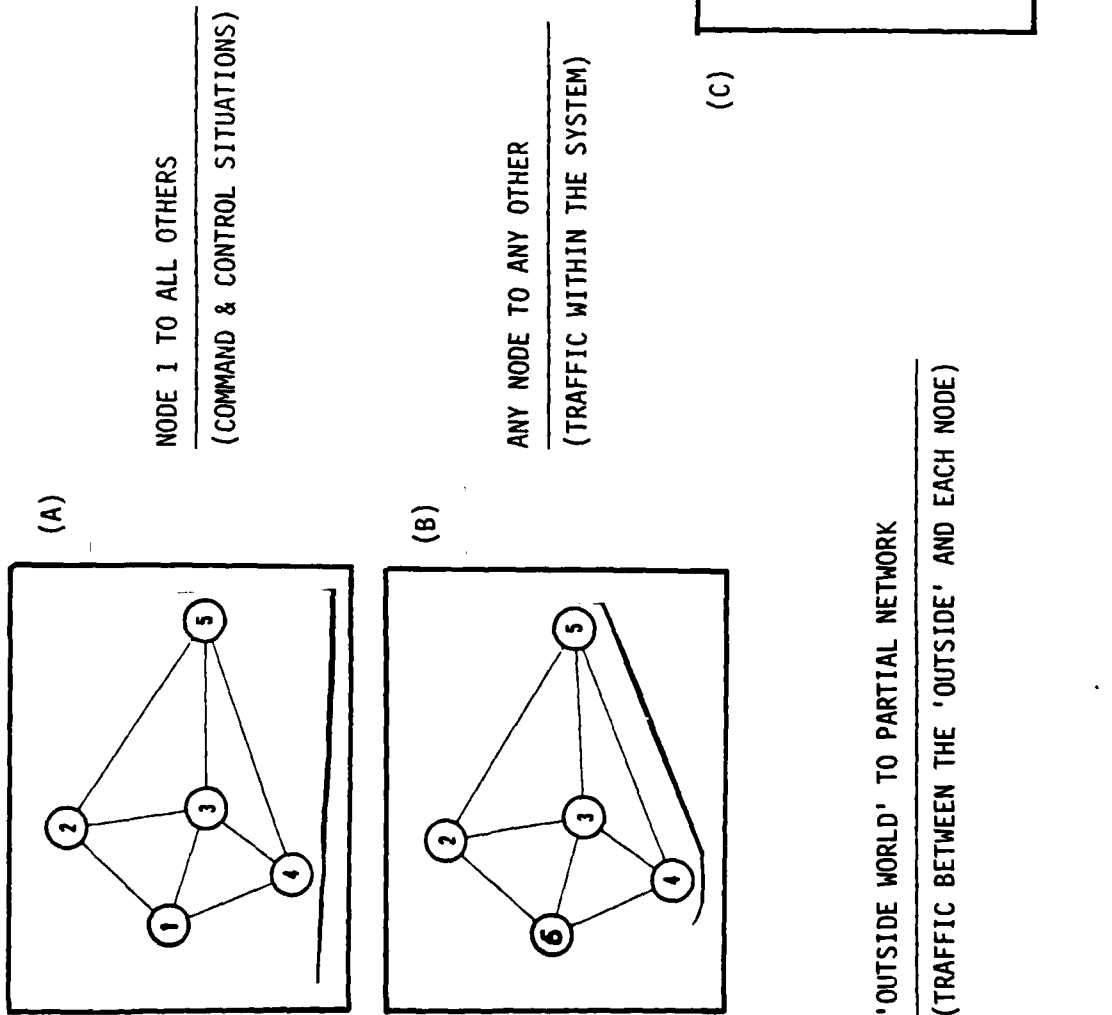 (A)
2
1
3
5
4
NODE 1 TO ALL OTHERS
(COMMAND & CONTROL SITUATIONS)
(B)
2
6
3
5
4
ANY NODE TO ANY OTHER
(TRAFFIC WITHIN THE SYSTEM)
(C)
'OUTSIDE WORLD' TO PARTIAL NETWORK
(TRAFFIC BETWEEN THE 'OUTSIDE' AND EACH NODE)